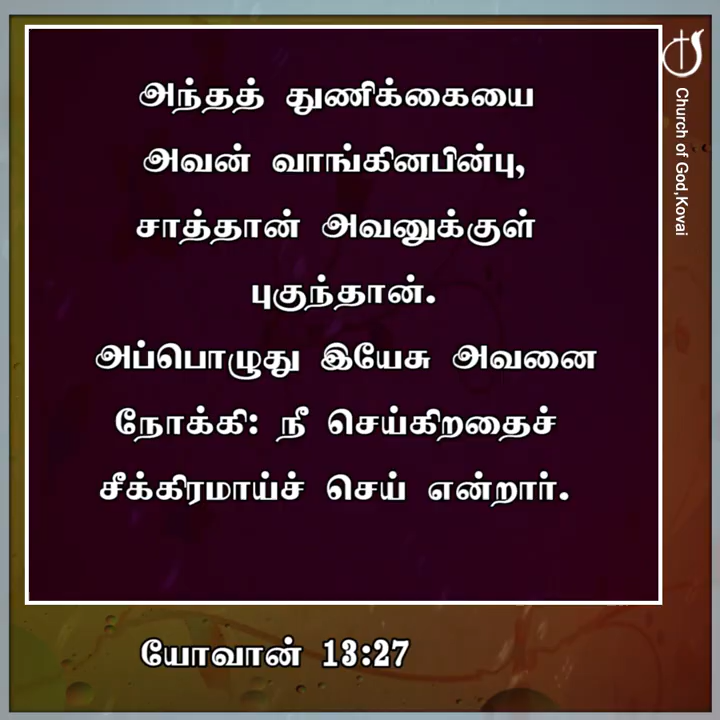 அந்தத் துணிக்கையை
அவன் வாங்கினபின்பு,
சாத்தான் அவனுக்குள்
புகுந்தான்.
அப்பொழுது இயேசு அவனை
நோக்கி: நீ செய்கிறதைச்
சீக்கிரமாய்ச் செய் என்றார்.
யோவான் 13:27
Church of God,Kovai